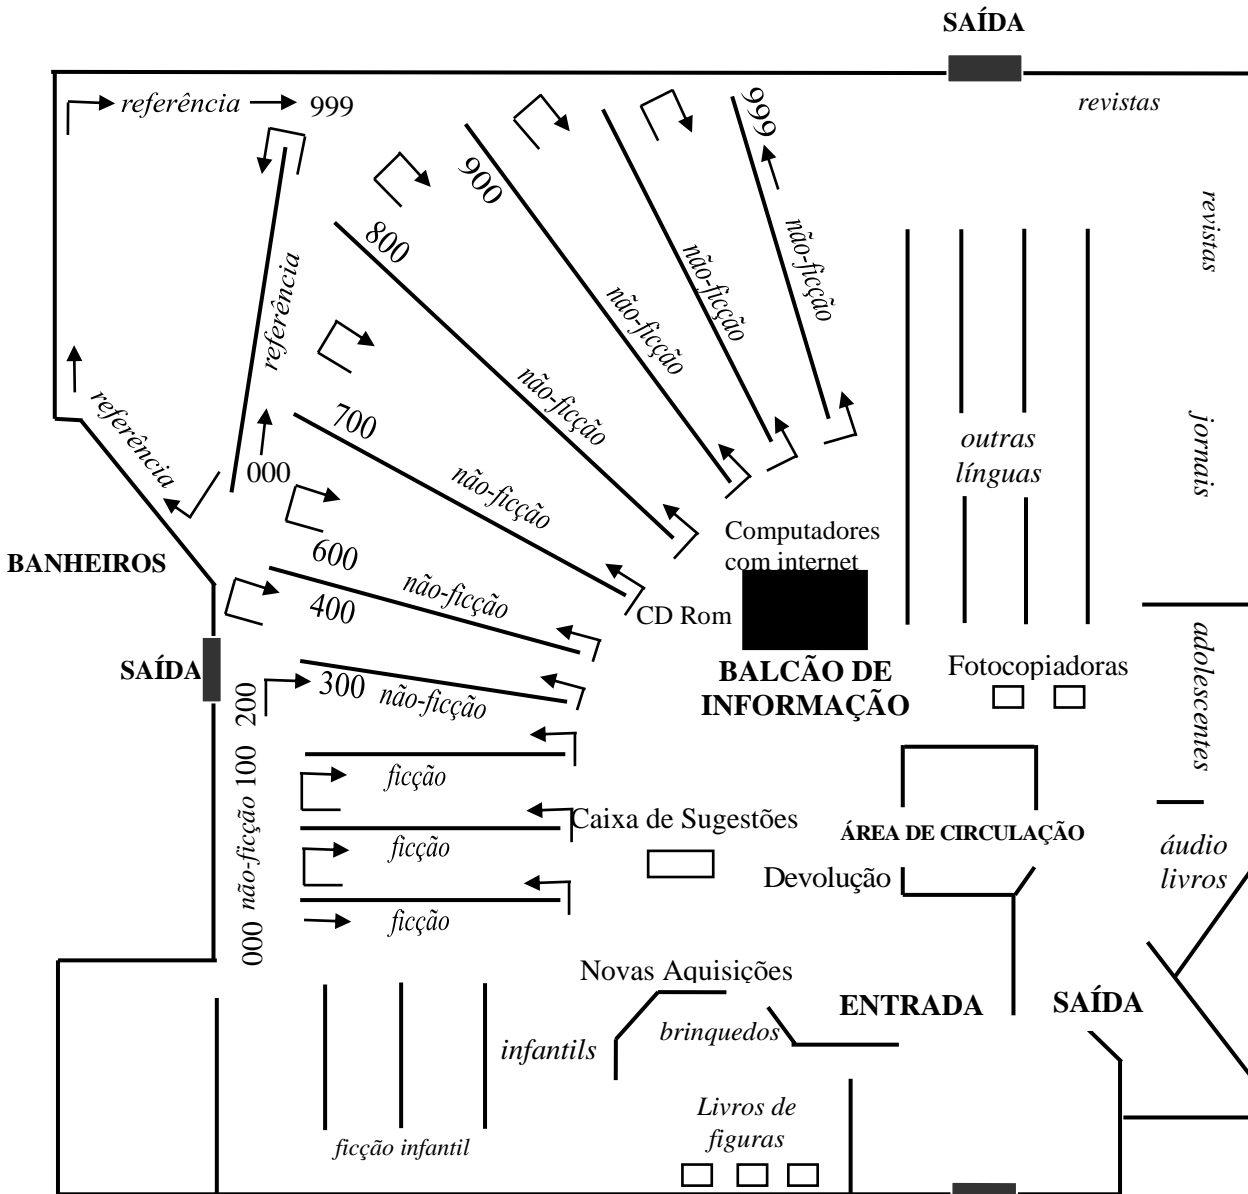 SAÍDA
referência
999
999
revistas
900
800
não-ficção
revistas
referência
não-ficção
não-ficção
700
não-ficção
referência
000
não-ficção
outras
línguas
jornais
BANHEIROS
600
não-ficção
Computadores
com internet
400
CD Rom
SAÍDA
300
não-ficção
200
BALCÃO DE
INFORMAÇÃO
Fotocopiadoras
adolescentes
100
ficção
não-ficção
Caixa de Sugestões
ÁREA DE CIRCULAÇÃO
áudio
livros
ficção
Devolução
000
ficção
Novas Aquisições
ENTRADA
SAÍDA
infantils
brinquedos
Livros de
figuras
ficção infantil